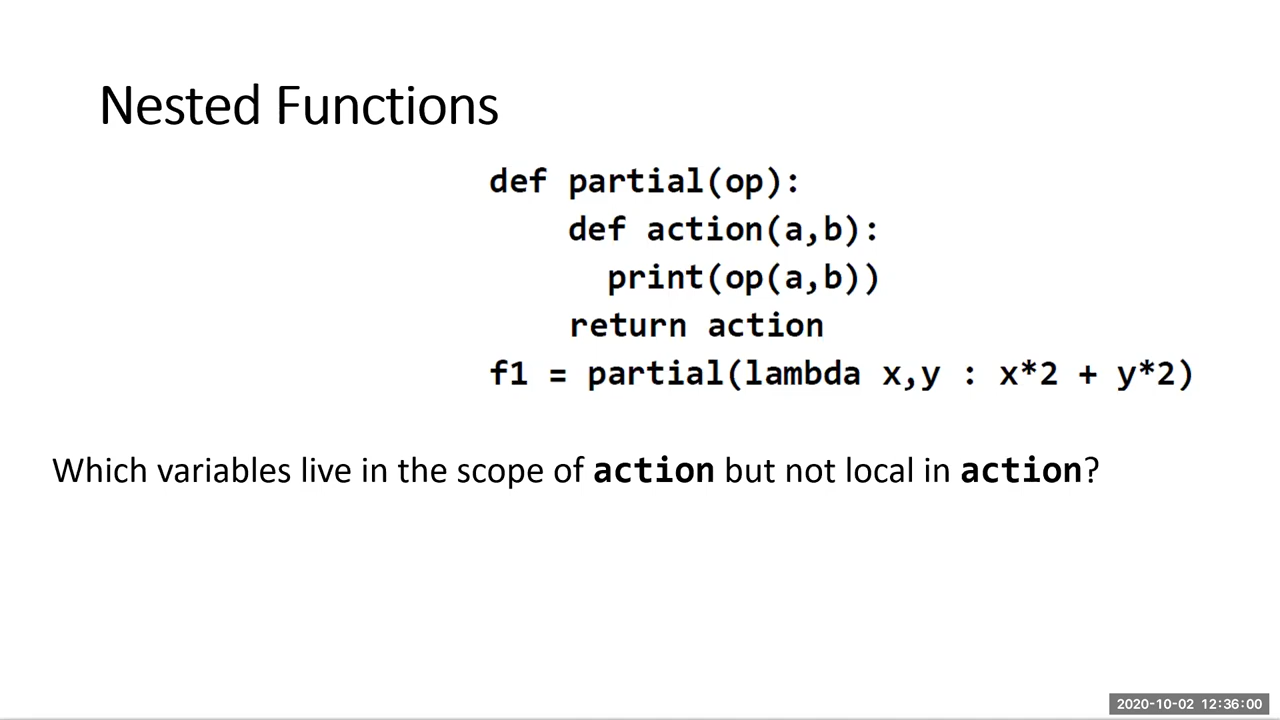 Nested Functions
def partial(op):
    def action(a,b):
      print(op(a,b))
    return action
f1 = partial(lambda x,y : x*2 + y*2)
Which variables live in the scope of action but not local in action?
2020-10-02 12:36:00